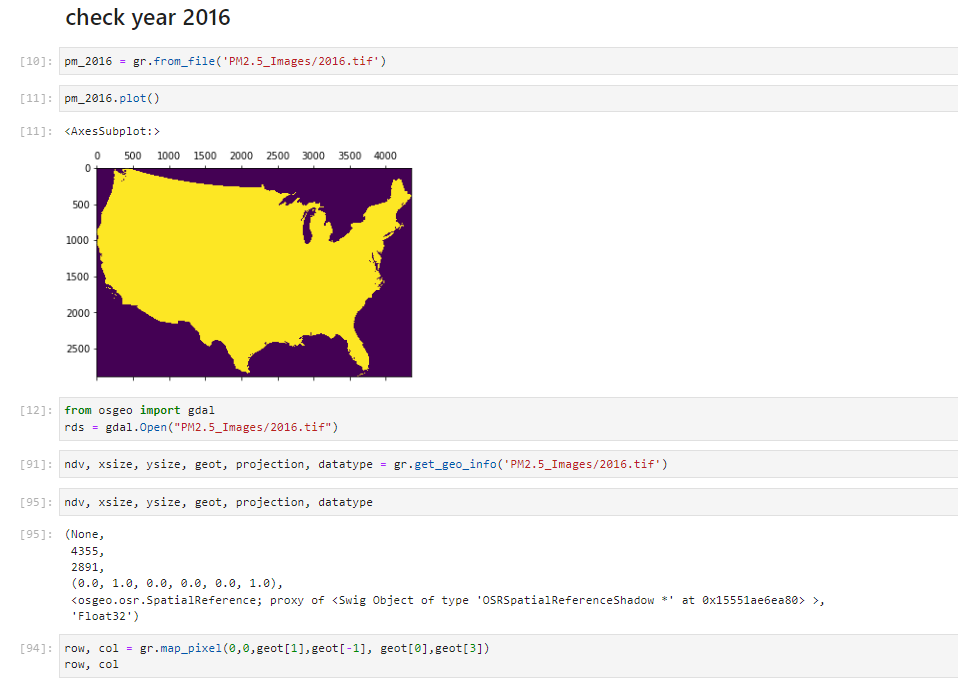 check year 2016
[10]: pm_2016 = gr.from_file('PM2.5_Images/2016.tif')
[11]: pm_2016.plot()
[11]: <AxesSubplot:>
0 500 1000 1500 2000 2500 3000 3500 4000
0
500
1000
1500
2000
2500
[12]: from osgeo import gdal
rds = gdal.Open("PM2.5_Images/2016.tif")
[91]: ndv, xsize, ysize, geot, projection, datatype = gr.get_geo_info('PM2.5_Images/2016.tif')
[95]: ndv, xsize, ysize, geot, projection, datatype
[95]: (None,
4355,
2891,
(0.0, 1.0, 0.0, 0.0, 0.0, 1.0),
<osgeo.osr.SpatialReference; proxy of <Swig Object of type 'OSRSpatialReferenceShadow *' at 0x15551ae6ea80> >,
'Float32')
[94]: row, col = gr.map_pixel(0,0,geot[1],geot[-1], geot[0],geot[3])
row, col